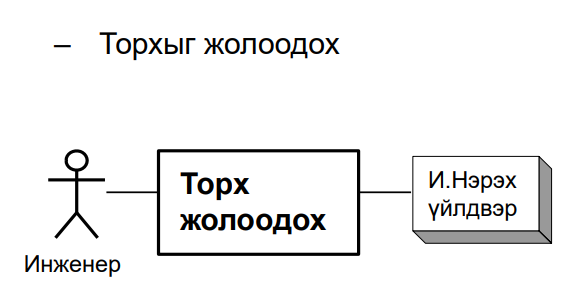 – Торхыг жолоодох
Торх
жолоодох
И.Нэрэх
үйлдвэр
Инженер